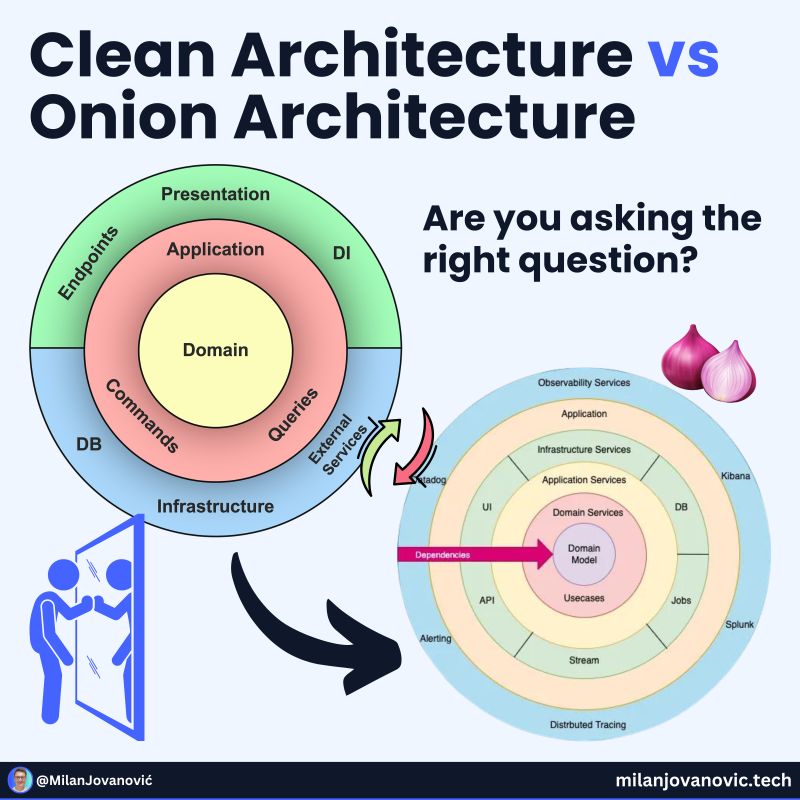 Clean Architecture vs
Onion Architecture
Are you asking the
right question?
Presentation
Endpoints
DI
Application
Domain
Commands
Queries
DB
External
Services
Infrastructure
Observability Services
Application
Infrastructure Services
Application Services
Domain Services
Domain
Model
Usecases
Dependencies
UI
DB
API
Jobs
Stream
atadog
Kibana
Alerting
Splunk
Distrbuted Tracing
@MilanJovanović
milanjovanovic.tech